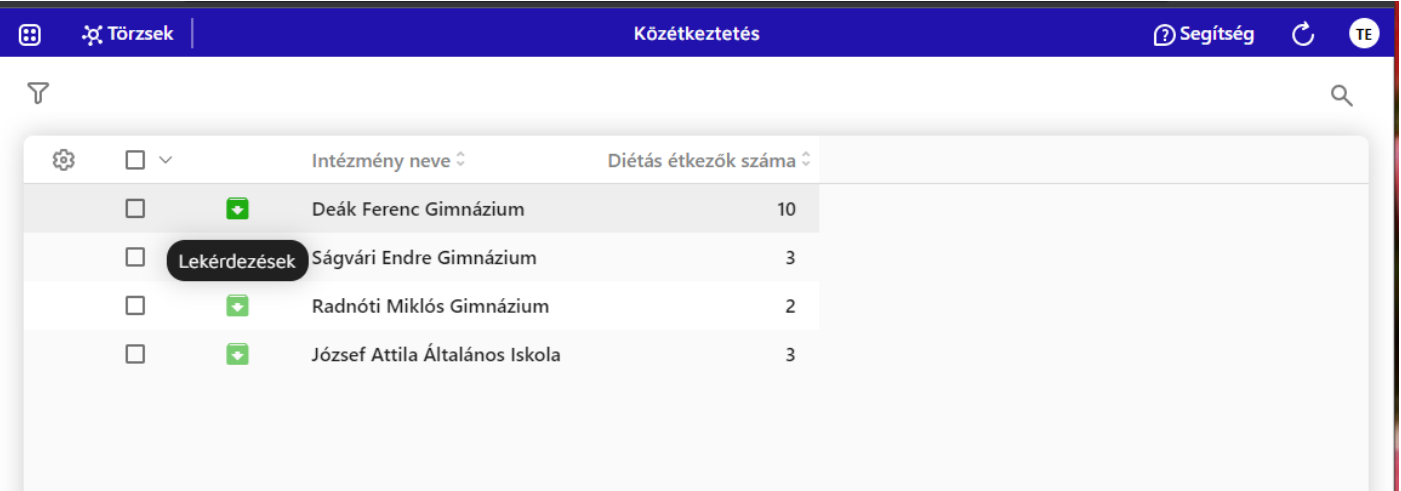 Törzsek Közétkeztetés Segítség TE
Intézmény neve Diétás étkezők száma
Deák Ferenc Gimnázium 10
Lekérdezések Ságvári Endre Gimnázium 3
Radnóti Miklós Gimnázium 2
József Attila Általános Iskola 3